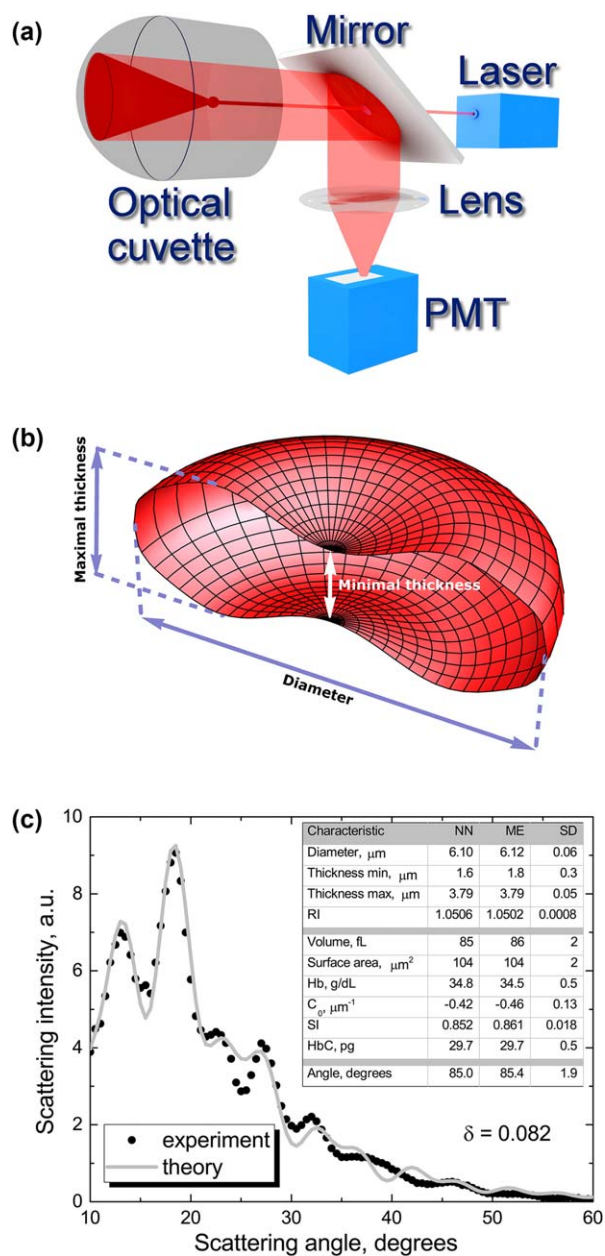 (a)
Mirror
Laser
Optical
cuvette
Lens
PMT
(b)
Maximal thickness
Minimal thickness
Diameter
(c)
Scattering intensity, a.u.
10
8
6
4
2
0
Characteristic NN ME SD
Diameter, μm 6.10 6.12 0.06
Thickness min, μm 1.6 1.8 0.3
Thickness max, μm 3.79 3.79 0.05
RI 1.0506 1.0502 0.0008
Volume, fL 85 86 2
Surface area, μm² 104 104 2
Hb, g/dL 34.8 34.5 0.5
C₀, μm⁻¹ -0.42 -0.46 0.13
SI 0.852 0.861 0.018
HbC, pg 29.7 29.7 0.5
Angle, degrees 85.0 85.4 1.9
δ = 0.082
experiment
theory
10 20 30 40 50 60
Scattering angle, degrees